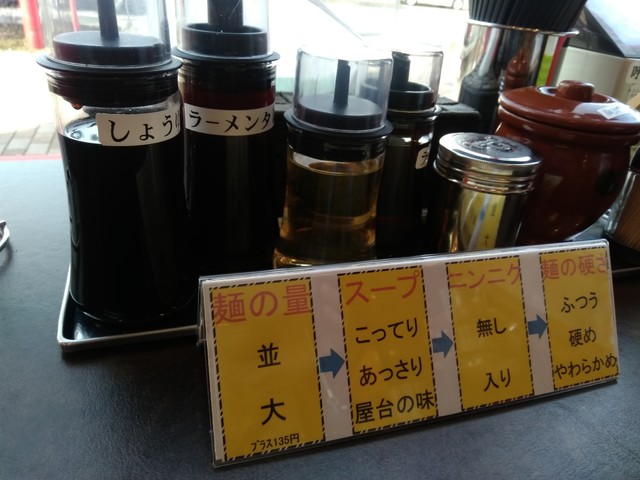 しょう
ラーメンタ
麺の量
並
大
プラス135円
スープ
こってり
あっさり
屋台の味
ニンニク
無し
入り
麺の硬さ
ふつう
硬め
やわらかめ